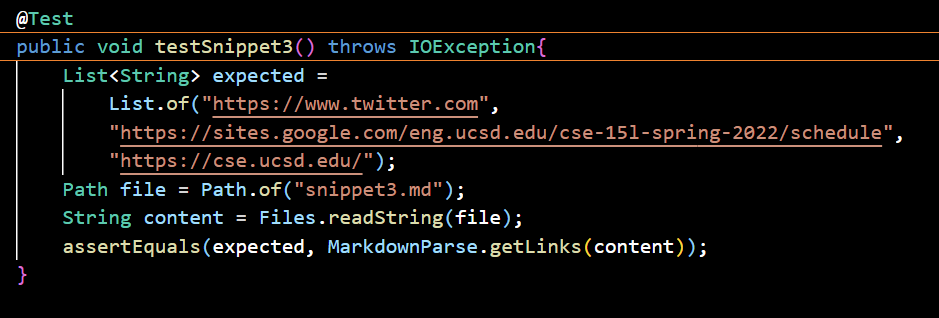 @Test
public void testSnippet3() throws IOException{
    List<String> expected =
        List.of("https://www.twitter.com",
        "https://sites.google.com/eng.ucsd.edu/cse-15l-spring-2022/schedule",
        "https://cse.ucsd.edu/");
    Path file = Path.of("snippet3.md");
    String content = Files.readString(file);
    assertEquals(expected, MarkdownParse.getLinks(content));
}